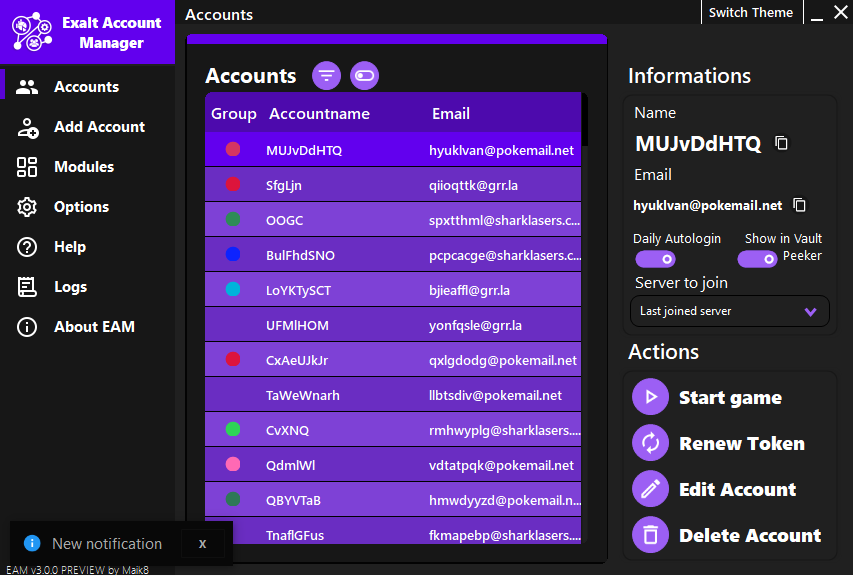 Exalt Account
Manager
Accounts
Switch Theme
Accounts
Add Account
Modules
Options
Help
Logs
About EAM
Accounts
Group Accountname Email
MUJvDdHTQ hyuklvan@pokemail.net
SfgLjn qiioqttk@grr.la
OOGC spxtthml@sharklasers.c...
BulFhdSNO pcpcacge@sharklasers.c...
LoYKTySCT bjieaffl@grr.la
UFMlHOM yonfqsle@grr.la
CxAeUJkJr qxlgdodg@pokemail.net
TaWeWnarh llbtsdiv@pokemail.net
CvXNQ rmhwyplg@sharklasers....
QdmlWl vdtatpqk@pokemail.net
QBYVTaB hmwdyyzd@pokemail.n...
TnaflGFus fkmapebp@sharklasers....
Informations
Name
MUJvDdHTQ
Email
hyuklvan@pokemail.net
Daily Autologin
Show in Vault
Peeker
Server to join
Last joined server
Actions
Start game
Renew Token
Edit Account
Delete Account
New notification x
EAM v3.0.0 PREVIEW by Maik8